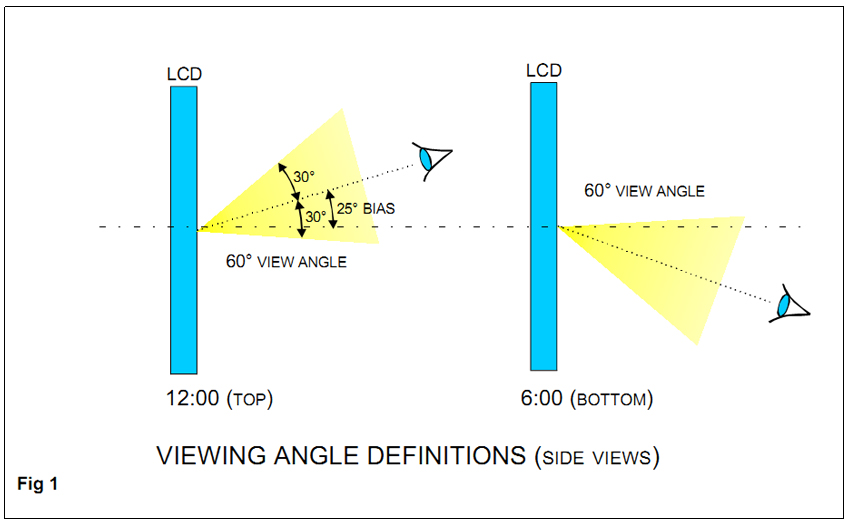 LCD
LCD
30°
60° VIEW ANGLE
30°
25° BIAS
60° VIEW ANGLE
12:00 (TOP)
6:00 (BOTTOM)
VIEWING ANGLE DEFINITIONS (SIDE VIEWS)
Fig 1